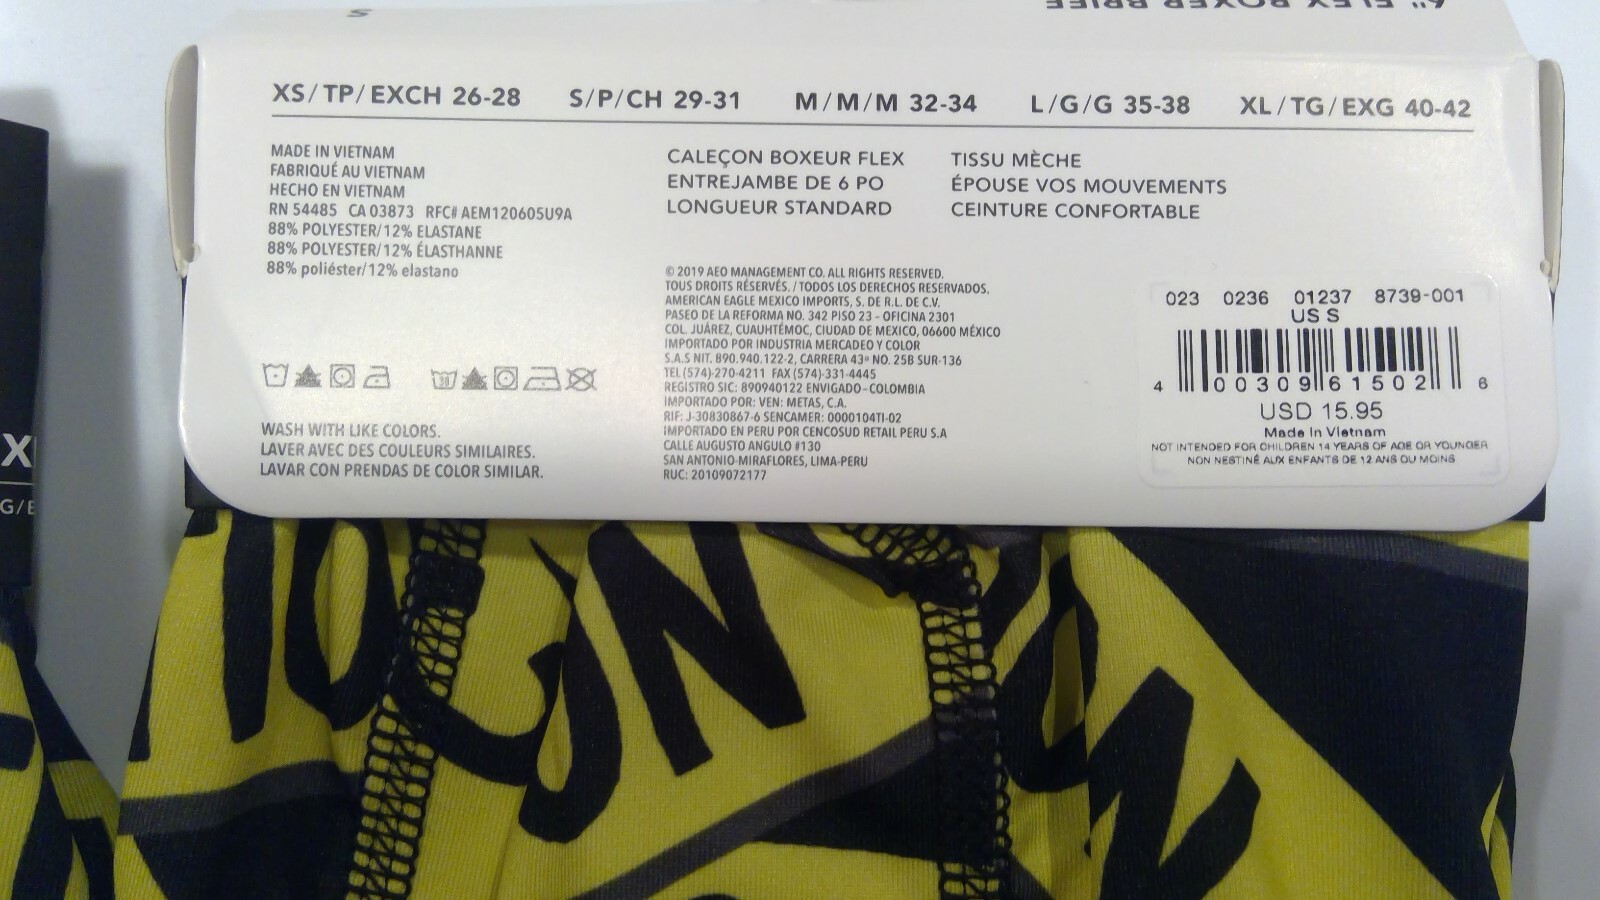 6" FLEX BOXER BRIEF
S
XS/TP/EXCH 26-28 S/P/CH 29-31 M/M/M 32-34 L/G/G 35-38 XL/TG/EXG 40-42
MADE IN VIETNAM
FABRIQUÉ AU VIETNAM
HECHO EN VIETNAM
RN 54485 CA 03873 RFC# AEM120605U9A
88% POLYESTER/12% ELASTANE
88% POLYESTER/12% ÉLASTHANNE
88% poliéster/12% elastano
30
WASH WITH LIKE COLORS.
LAVER AVEC DES COULEURS SIMILAIRES.
LAVAR CON PRENDAS DE COLOR SIMILAR.
CALEÇON BOXEUR FLEX
ENTREJAMBE DE 6 PO
LONGUEUR STANDARD
TISSU MÈCHE
ÉPOUSE VOS MOUVEMENTS
CEINTURE CONFORTABLE
© 2019 AEO MANAGEMENT CO. ALL RIGHTS RESERVED.
TOUS DROITS RÉSERVÉS. / TODOS LOS DERECHOS RESERVADOS.
AMERICAN EAGLE MEXICO IMPORTS, S. DE R.L. DE C.V.
PASEO DE LA REFORMA NO. 342 PISO 23 - OFICINA 2301
COL. JUÁREZ, CUAUHTÉMOC, CIUDAD DE MEXICO, 06600 MÉXICO
IMPORTADO POR INDUSTRIA MERCADEO Y COLOR
S.A.S NIT. 890.940.122-2, CARRERA 43ª NO. 25B SUR-136
TEL (574)-270-4211 FAX (574)-331-4445
REGISTRO SIC: 890940122 ENVIGADO-COLOMBIA
IMPORTADO POR: VEN: METAS, C.A.
RIF: J-30830867-6 SENCAMER: 0000104TI-02
IMPORTADO EN PERU POR CENCOSUD RETAIL PERU S.A
CALLE AUGUSTO ANGULO #130
SAN ANTONIO-MIRAFLORES, LIMA-PERU
RUC: 20109072177
023 0236 01237 8739-001
US S
4 00309 61502 6
USD 15.95
Made In Vietnam
NOT INTENDED FOR CHILDREN 14 YEARS OF AGE OR YOUNGER
NON NESTINÉ AUX ENFANTS DE 12 ANS OU MOINS
X
G/E